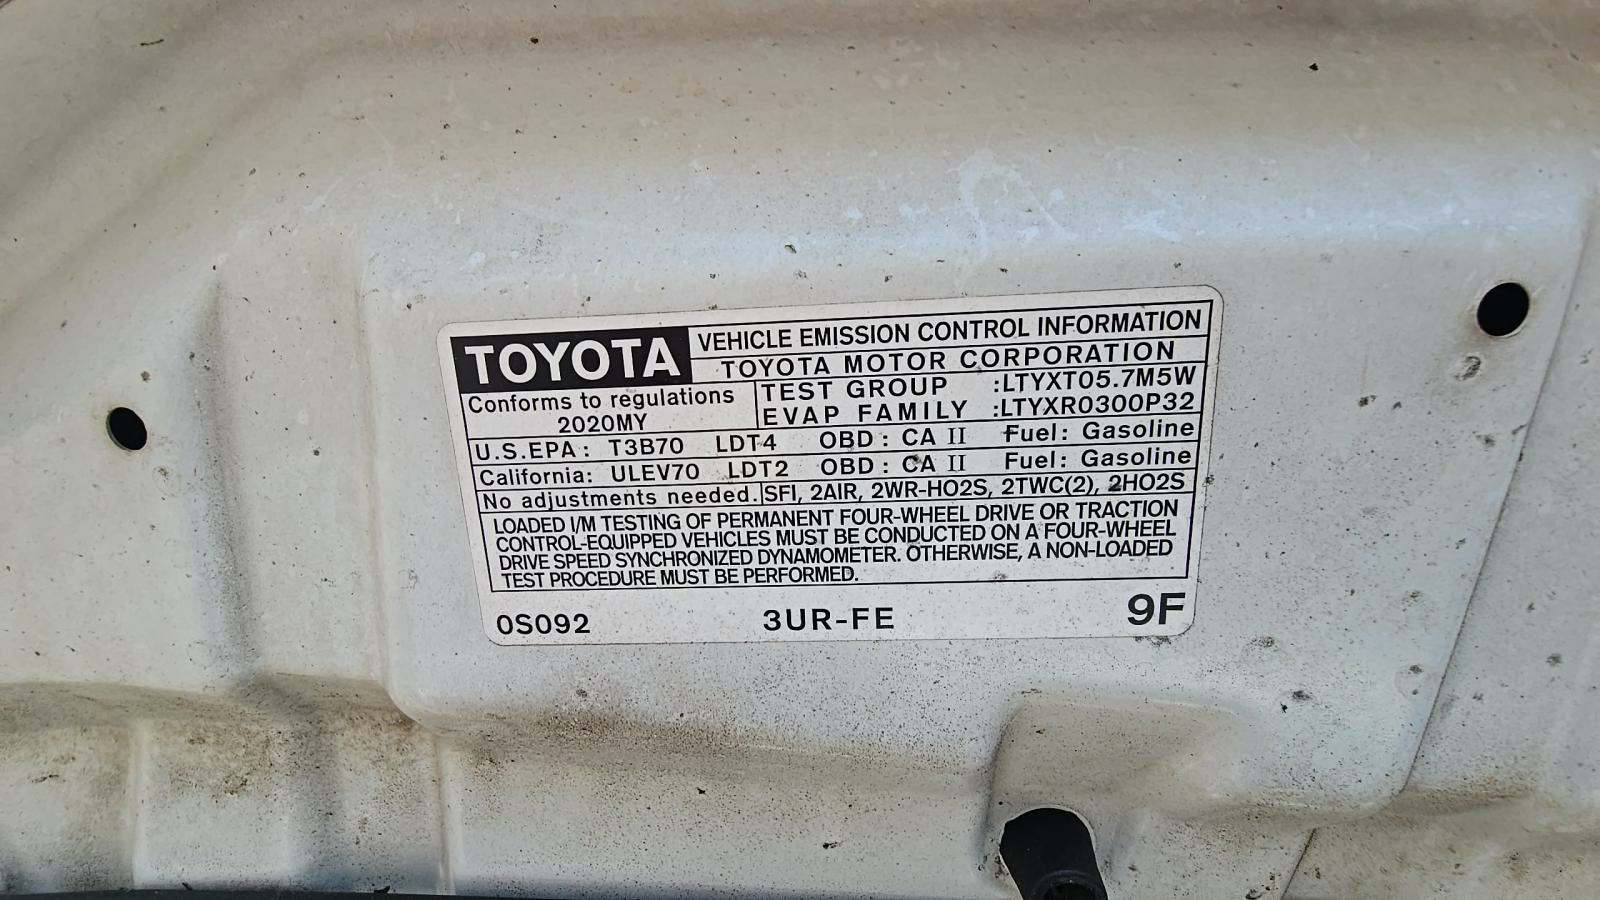 TOYOTA VEHICLE EMISSION CONTROL INFORMATION
TOYOTA MOTOR CORPORATION
Conforms to regulations
2020MY
TEST GROUP :LTYXT05.7M5W
EVAP FAMILY :LTYXR0300P32
U.S.EPA: T3B70 LDT4 OBD: CA II Fuel: Gasoline
California: ULEV70 LDT2 OBD: CA II Fuel: Gasoline
No adjustments needed. SFI, 2AIR, 2WR-HO2S, 2TWC(2), 2HO2S
LOADED I/M TESTING OF PERMANENT FOUR-WHEEL DRIVE OR TRACTION
CONTROL-EQUIPPED VEHICLES MUST BE CONDUCTED ON A FOUR-WHEEL
DRIVE SPEED SYNCHRONIZED DYNAMOMETER. OTHERWISE, A NON-LOADED
TEST PROCEDURE MUST BE PERFORMED.
0S092 3UR-FE 9F